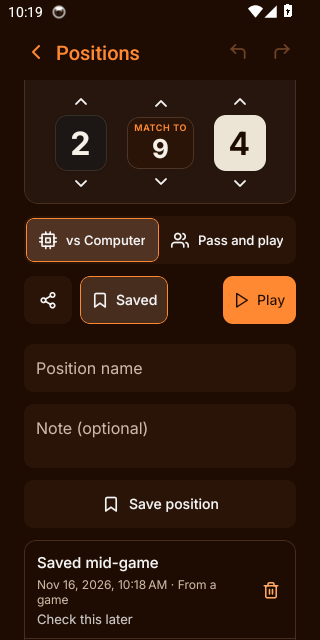 10:19
Positions
2
MATCH TO
9
4
vs Computer
Pass and play
Saved
Play
Position name
Note (optional)
Save position
Saved mid-game
Nov 16, 2026, 10:18 AM · From a
game
Check this later